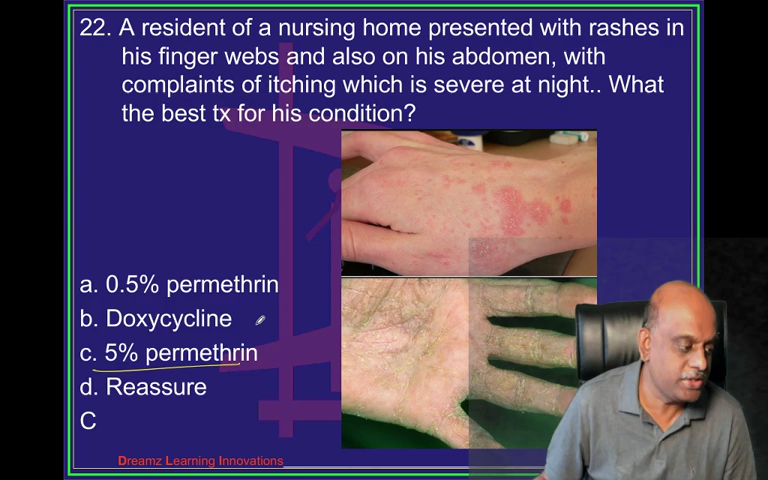 22. A resident of a nursing home presented with rashes in
his finger webs and also on his abdomen, with
complaints of itching which is severe at night.. What
the best tx for his condition?
a. 0.5% permethrin
b. Doxycycline
c. 5% permethrin
d. Reassure
C
Dreamz Learning Innovations